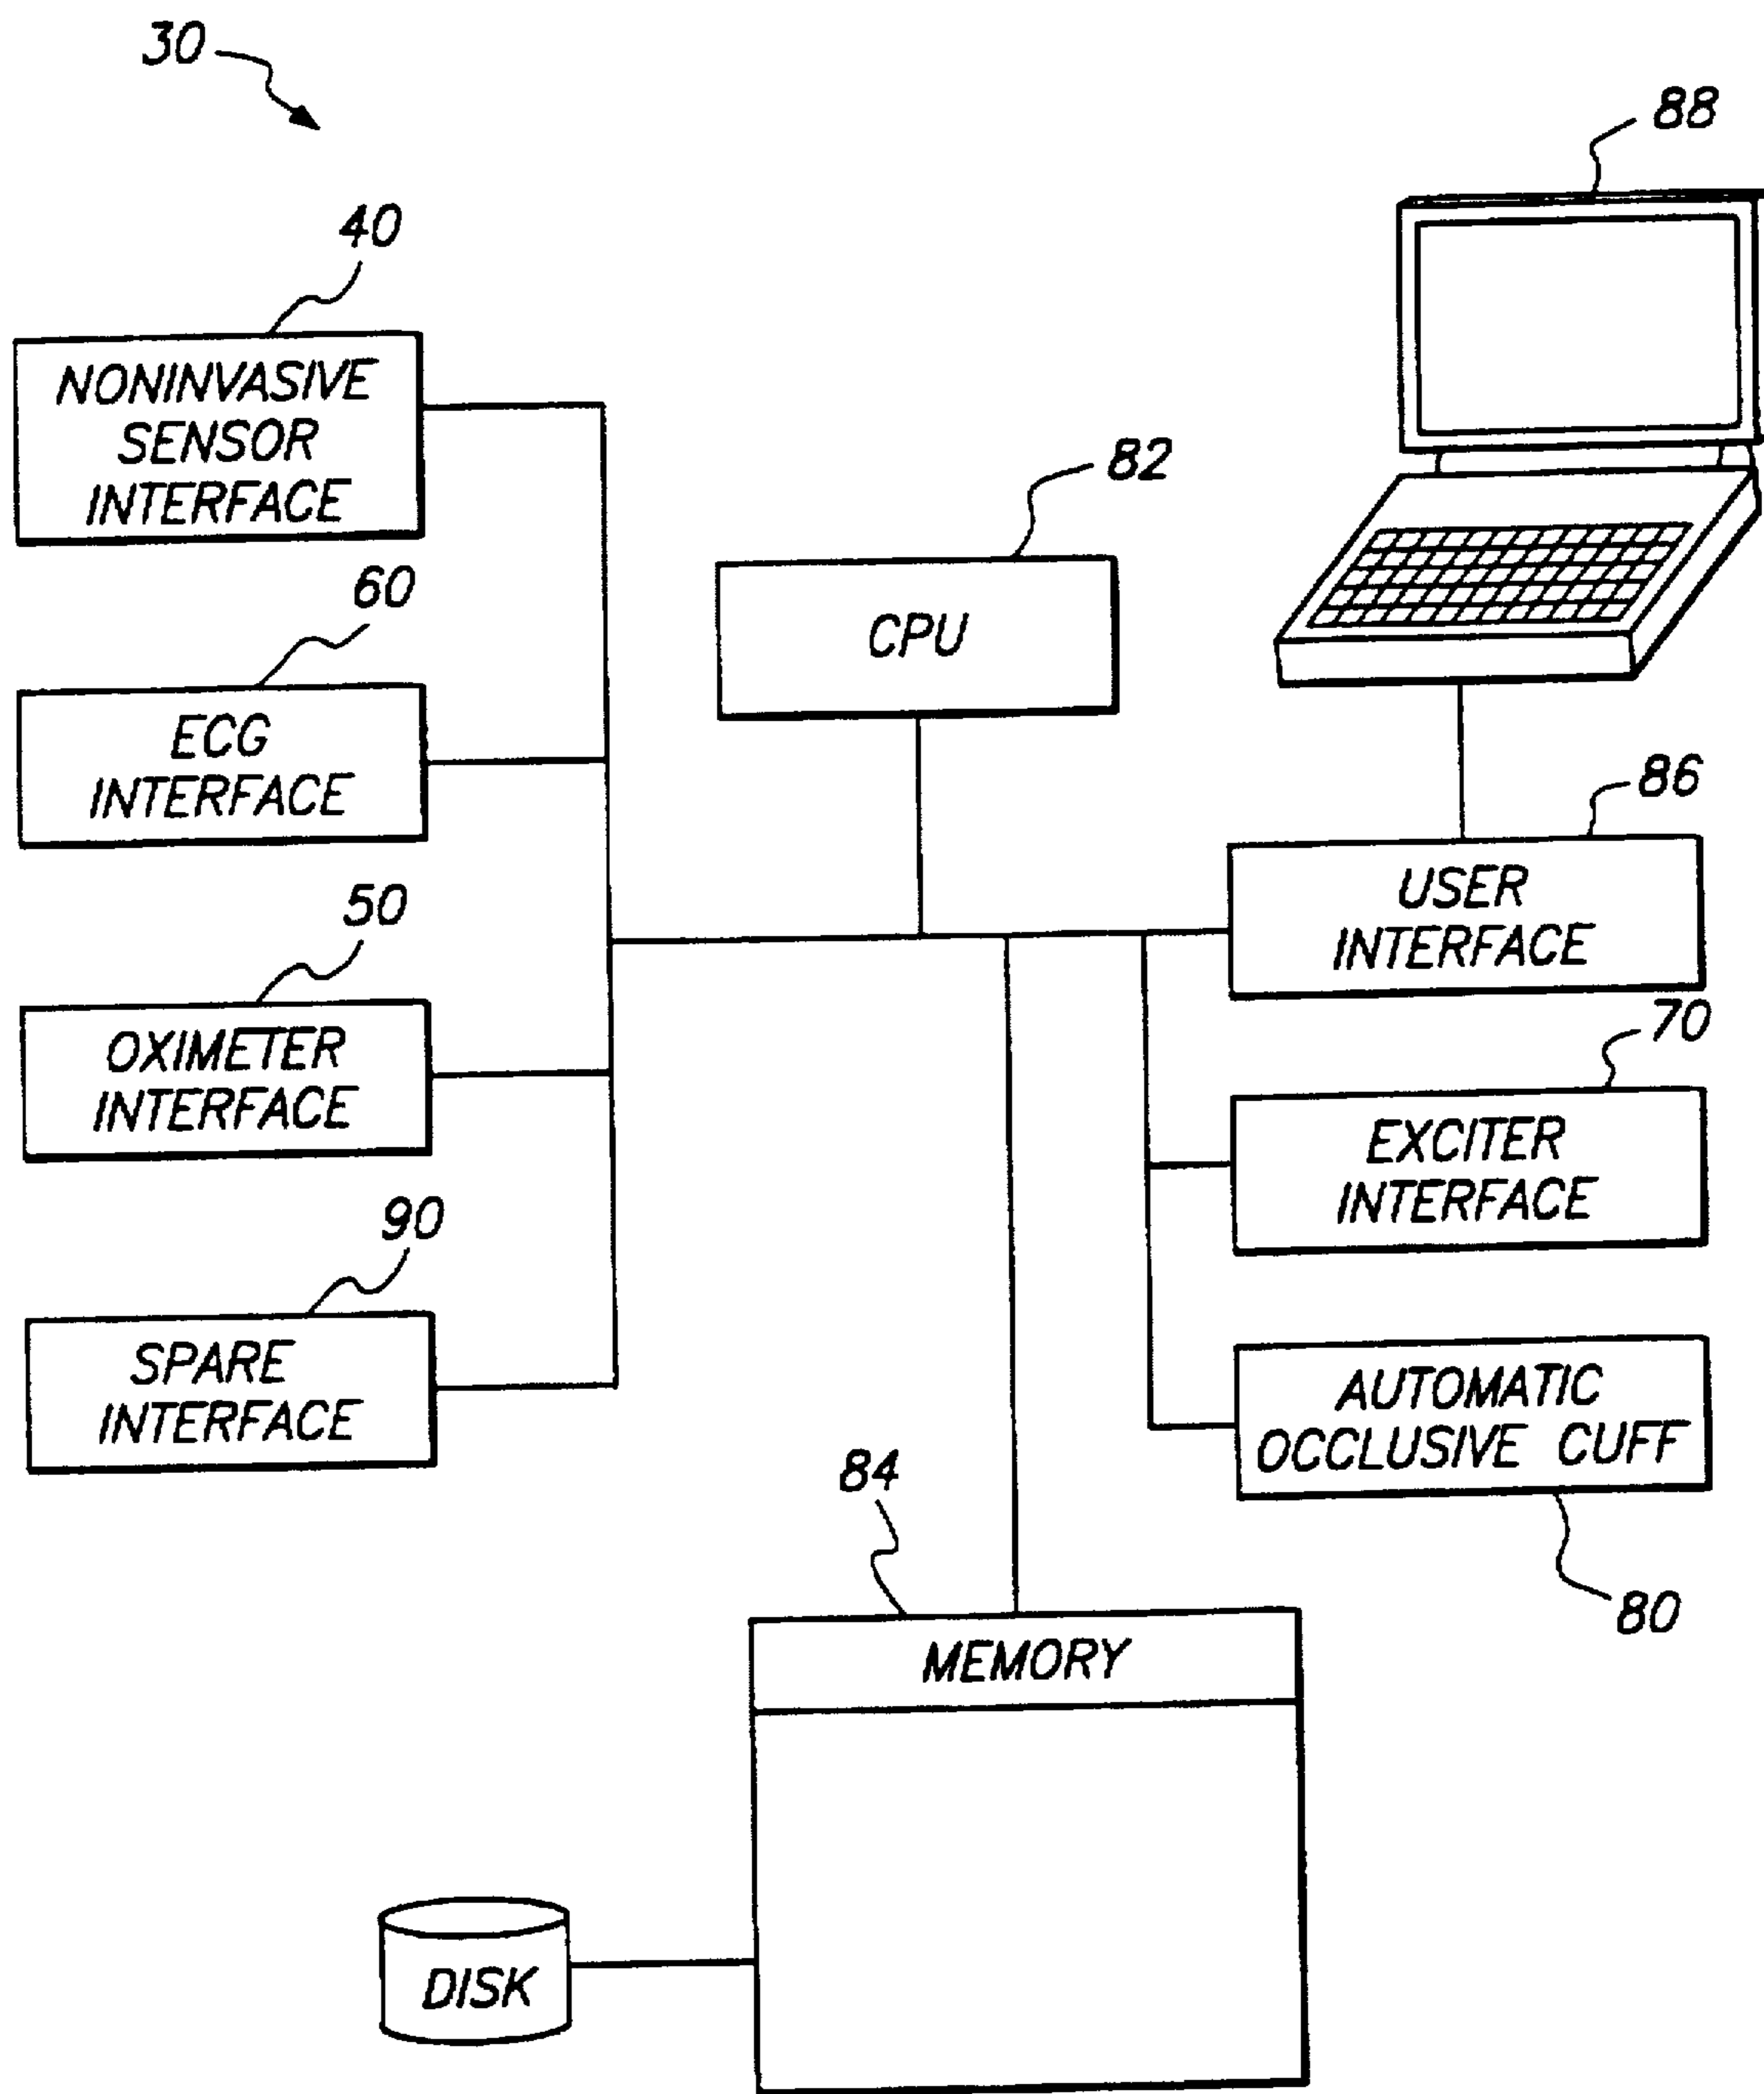 30
88
40
NONINVASIVE
SENSOR
INTERFACE
82
CPU
60
ECG
INTERFACE
86
USER
INTERFACE
50
OXIMETER
INTERFACE
70
EXCITER
INTERFACE
90
SPARE
INTERFACE
AUTOMATIC
OCCLUSIVE CUFF
80
84
MEMORY
DISK